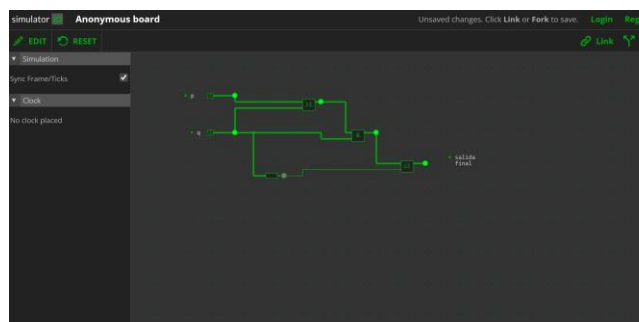 simulator Anonymous board Unsaved changes. Click Link or Fork to save. Login Reg
EDIT RESET Link
Simulation
Sync Frame/Ticks
Clock
No clock placed
p
q
&
salida
final